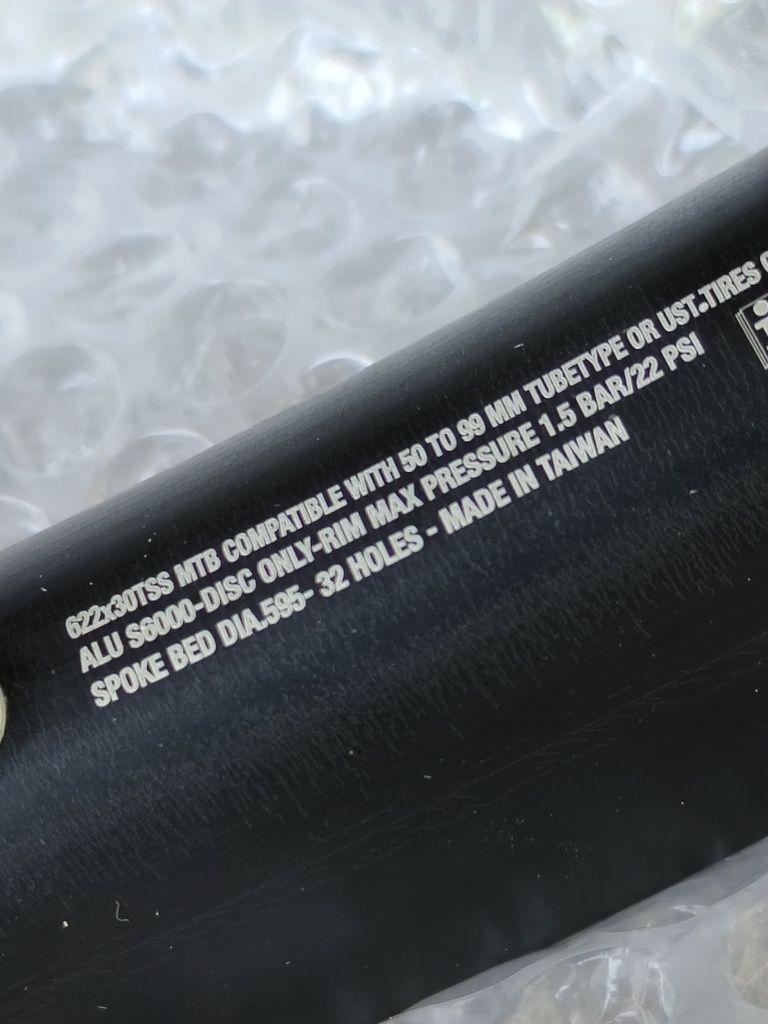 622x30TSS MTB COMPATIBLE WITH 50 TO 99 MM TUBETYPE OR UST-TIRES
ALU S6000-DISC ONLY-RIM MAX PRESSURE 1.5 BAR/22 PSI
SPOKE BED DIA.595- 32 HOLES - MADE IN TAIWAN